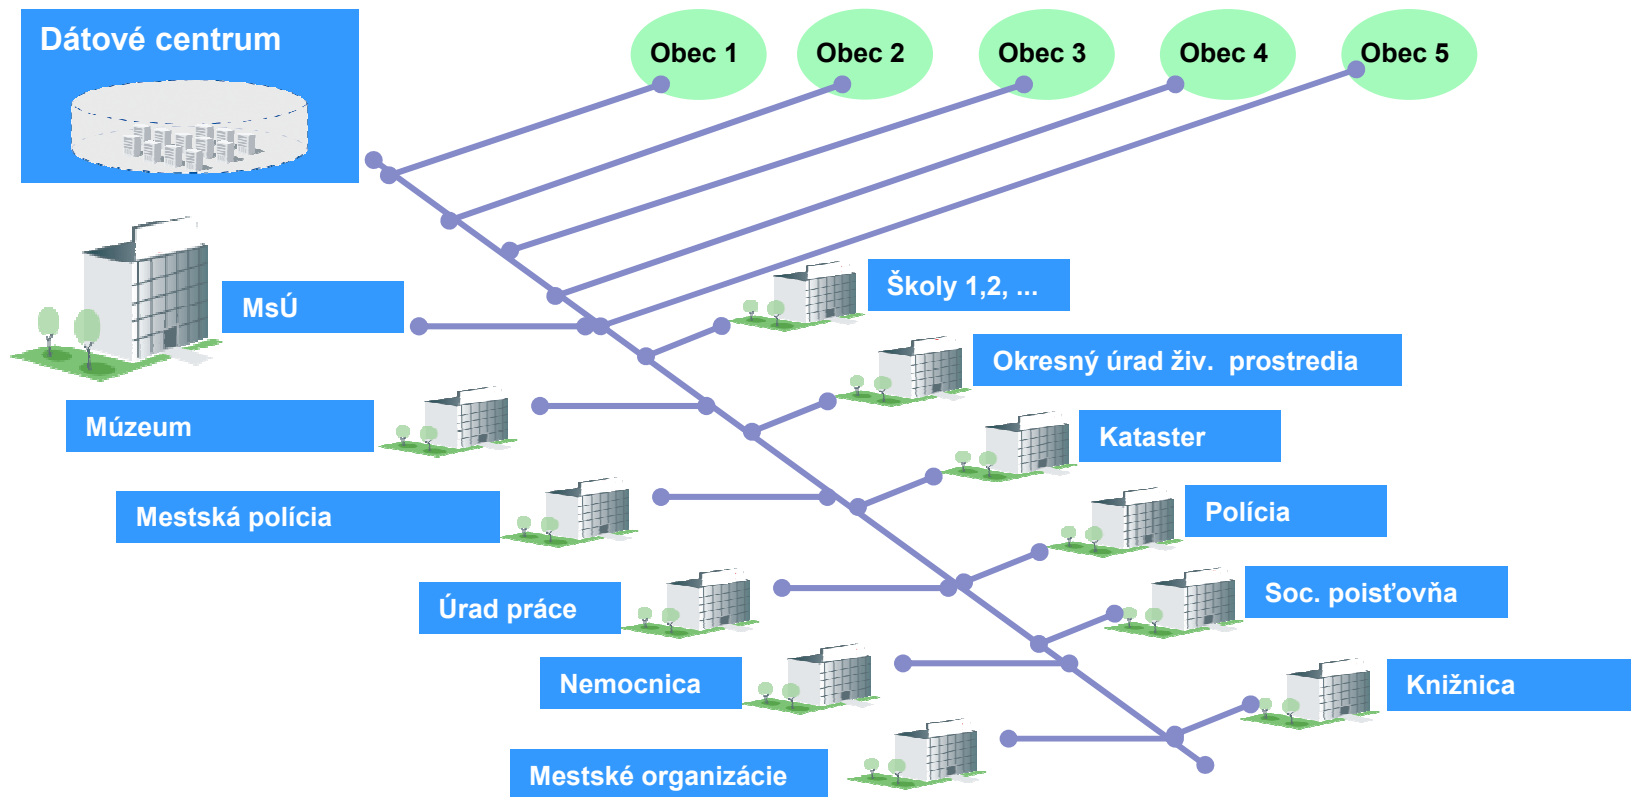 Dátové centrum
Obec 1
Obec 2
Obec 3
Obec 4
Obec 5
MsÚ
Školy 1,2, ...
Okresný úrad živ.  prostredia
Múzeum
Kataster
Mestská polícia
Polícia
Úrad práce
Soc. poisťovňa
Nemocnica
Knižnica
Mestské organizácie